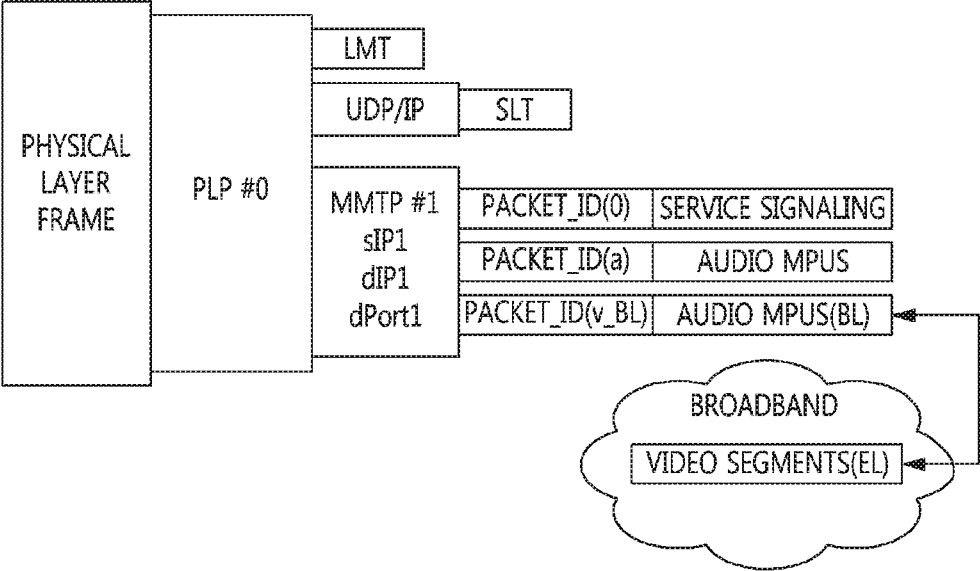 PHYSICAL
LAYER
FRAME
PLP #0
LMT
UDP/IP
SLT
MMTP #1
sIP1
dIP1
dPort1
PACKET_ID(0)
SERVICE SIGNALING
PACKET_ID(a)
AUDIO MPUS
PACKET_ID(v_BL)
AUDIO MPUS(BL)
BROADBAND
VIDEO SEGMENTS(EL)